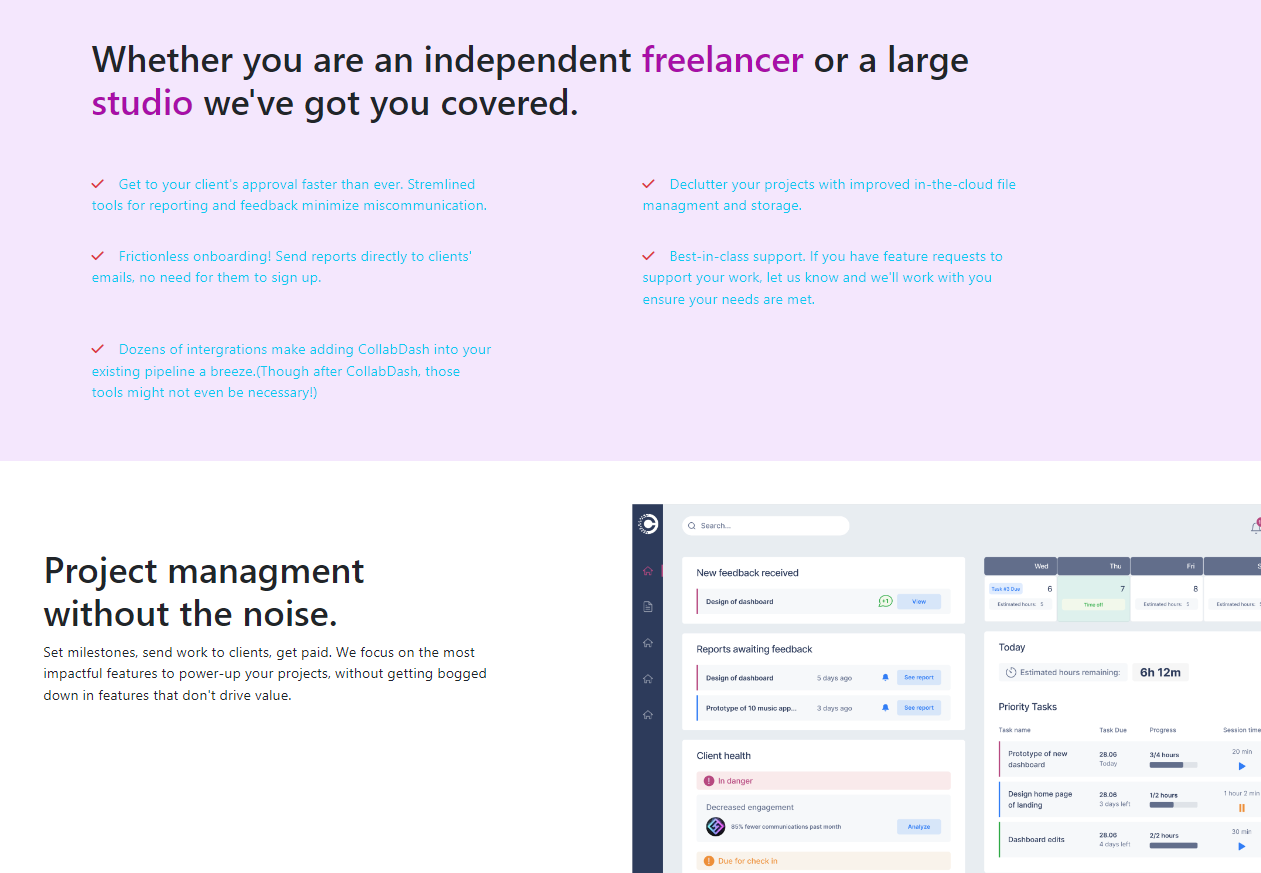 Whether you are an independent freelancer or a large
studio we've got you covered.
Get to your client's approval faster than ever. Stremlined
tools for reporting and feedback minimize miscommunication.
Declutter your projects with improved in-the-cloud file
managment and storage.
Frictionless onboarding! Send reports directly to clients'
emails, no need for them to sign up.
Best-in-class support. If you have feature requests to
support your work, let us know and we'll work with you
ensure your needs are met.
Dozens of intergrations make adding CollabDash into your
existing pipeline a breeze.(Though after CollabDash, those
tools might not even be necessary!)
Project managment
without the noise.
Set milestones, send work to clients, get paid. We focus on the most
impactful features to power-up your projects, without getting bogged
down in features that don't drive value.
Search...
New feedback received
Design of dashboard +1 View
Reports awaiting feedback
Design of dashboard 5 days ago See report
Prototype of 10 music app... 3 days ago See report
Client health
In danger
Decreased engagement
85% fewer communications past month Analyze
Due for check in
Wed Thu Fri S
Task #3 Due 6 7 8
Estimated hours: 5 Time off Estimated hours: 5 Estimated hours:
Today
Estimated hours remaining: 6h 12m
Priority Tasks
Task name Task Due Progress Session time
Prototype of new
dashboard
28.06
Today
3/4 hours
20 min
Design home page
of landing
28.06
3 days left
1/2 hours
1 hour 2 min
Dashboard edits
28.06
4 days left
2/2 hours
30 min